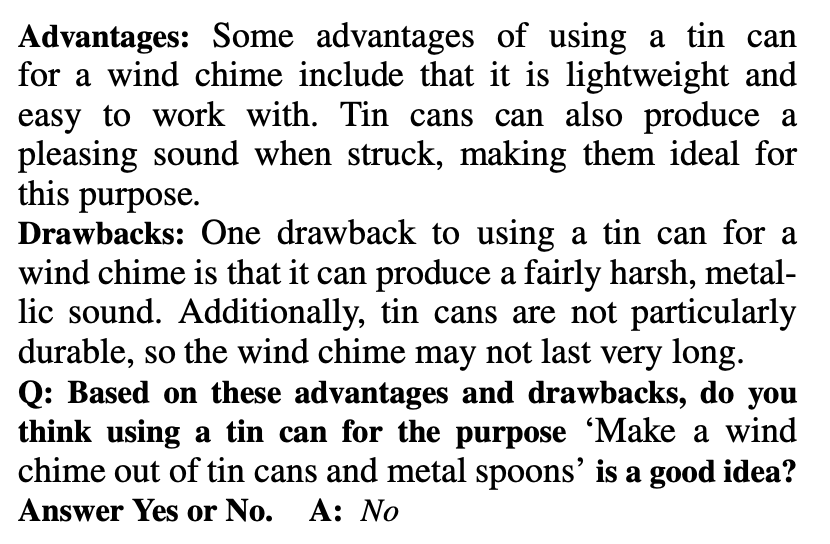 Advantages: Some advantages of using a tin can
for a wind chime include that it is lightweight and
easy to work with. Tin cans can also produce a
pleasing sound when struck, making them ideal for
this purpose.
Drawbacks: One drawback to using a tin can for a
wind chime is that it can produce a fairly harsh, metal-
lic sound. Additionally, tin cans are not particularly
durable, so the wind chime may not last very long.
Q: Based on these advantages and drawbacks, do you
think using a tin can for the purpose ‘Make a wind
chime out of tin cans and metal spoons’ is a good idea?
Answer Yes or No. A: No